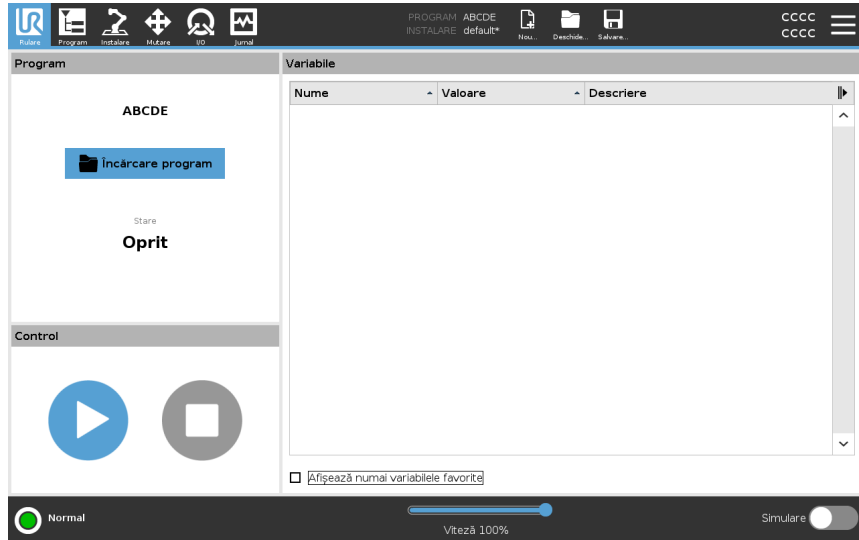 PROGRAM ABCDE
INSTALARE default*
CCCC
CCCC
Rulare Program Instalare Mutare I/O Jurnal
Nou... Deschide... Salvare...
Program
ABCDE
Încărcare program
Stare
Oprit
Control
Variabile
Nume Valoare Descriere
Afișează numai variabilele favorite
Normal
Viteză 100%
Simulare